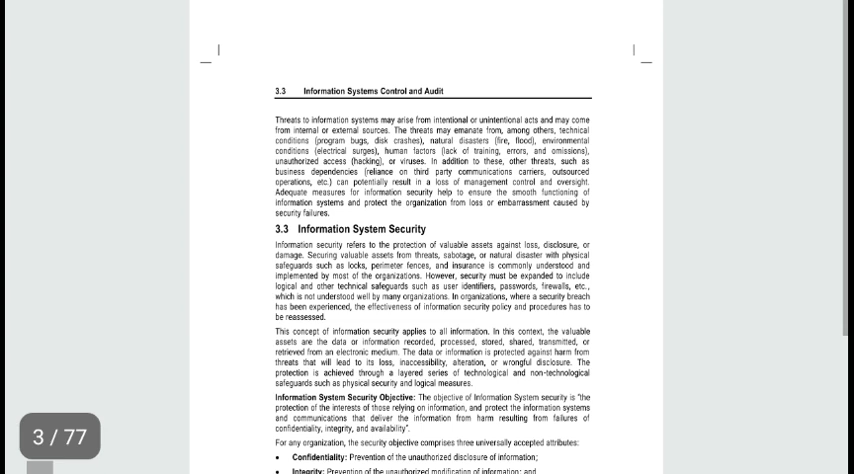 3.3 Information Systems Control and Audit
Threats to information systems may arise from intentional or unintentional acts and may come
from internal or external sources. The threats may emanate from, among others, technical
conditions (program bugs, disk crashes), natural disasters (fire, flood), environmental
conditions (electrical surges), human factors (lack of training, errors, and omissions),
unauthorized access (hacking), or viruses. In addition to these, other threats, such as
business dependencies (reliance on third party communications carriers, outsourced
operations, etc.) can potentially result in a loss of management control and oversight.
Adequate measures for information security help to ensure the smooth functioning of
information systems and protect the organization from loss or embarrassment caused by
security failures.
3.3 Information System Security
Information security refers to the protection of valuable assets against loss, disclosure, or
damage. Securing valuable assets from threats, sabotage, or natural disaster with physical
safeguards such as locks, perimeter fences, and insurance is commonly understood and
implemented by most of the organizations. However, security must be expanded to include
logical and other technical safeguards such as user identifiers, passwords, firewalls, etc.,
which is not understood well by many organizations. In organizations, where a security breach
has been experienced, the effectiveness of information security policy and procedures has to
be reassessed.
This concept of information security applies to all information. In this context, the valuable
assets are the data or information recorded, processed, stored, shared, transmitted, or
retrieved from an electronic medium. The data or information is protected against harm from
threats that will lead to its loss, inaccessibility, alteration, or wrongful disclosure. The
protection is achieved through a layered series of technological and non-technological
safeguards such as physical security and logical measures.
Information System Security Objective: The objective of Information System security is "the
protection of the interests of those relying on information, and protect the information systems
and communications that deliver the information from harm resulting from failures of
confidentiality, integrity, and availability".
For any organization, the security objective comprises three universally accepted attributes:
• Confidentiality: Prevention of the unauthorized disclosure of information;
• Integrity: Prevention of the unauthorized modification of information; and
3 / 77